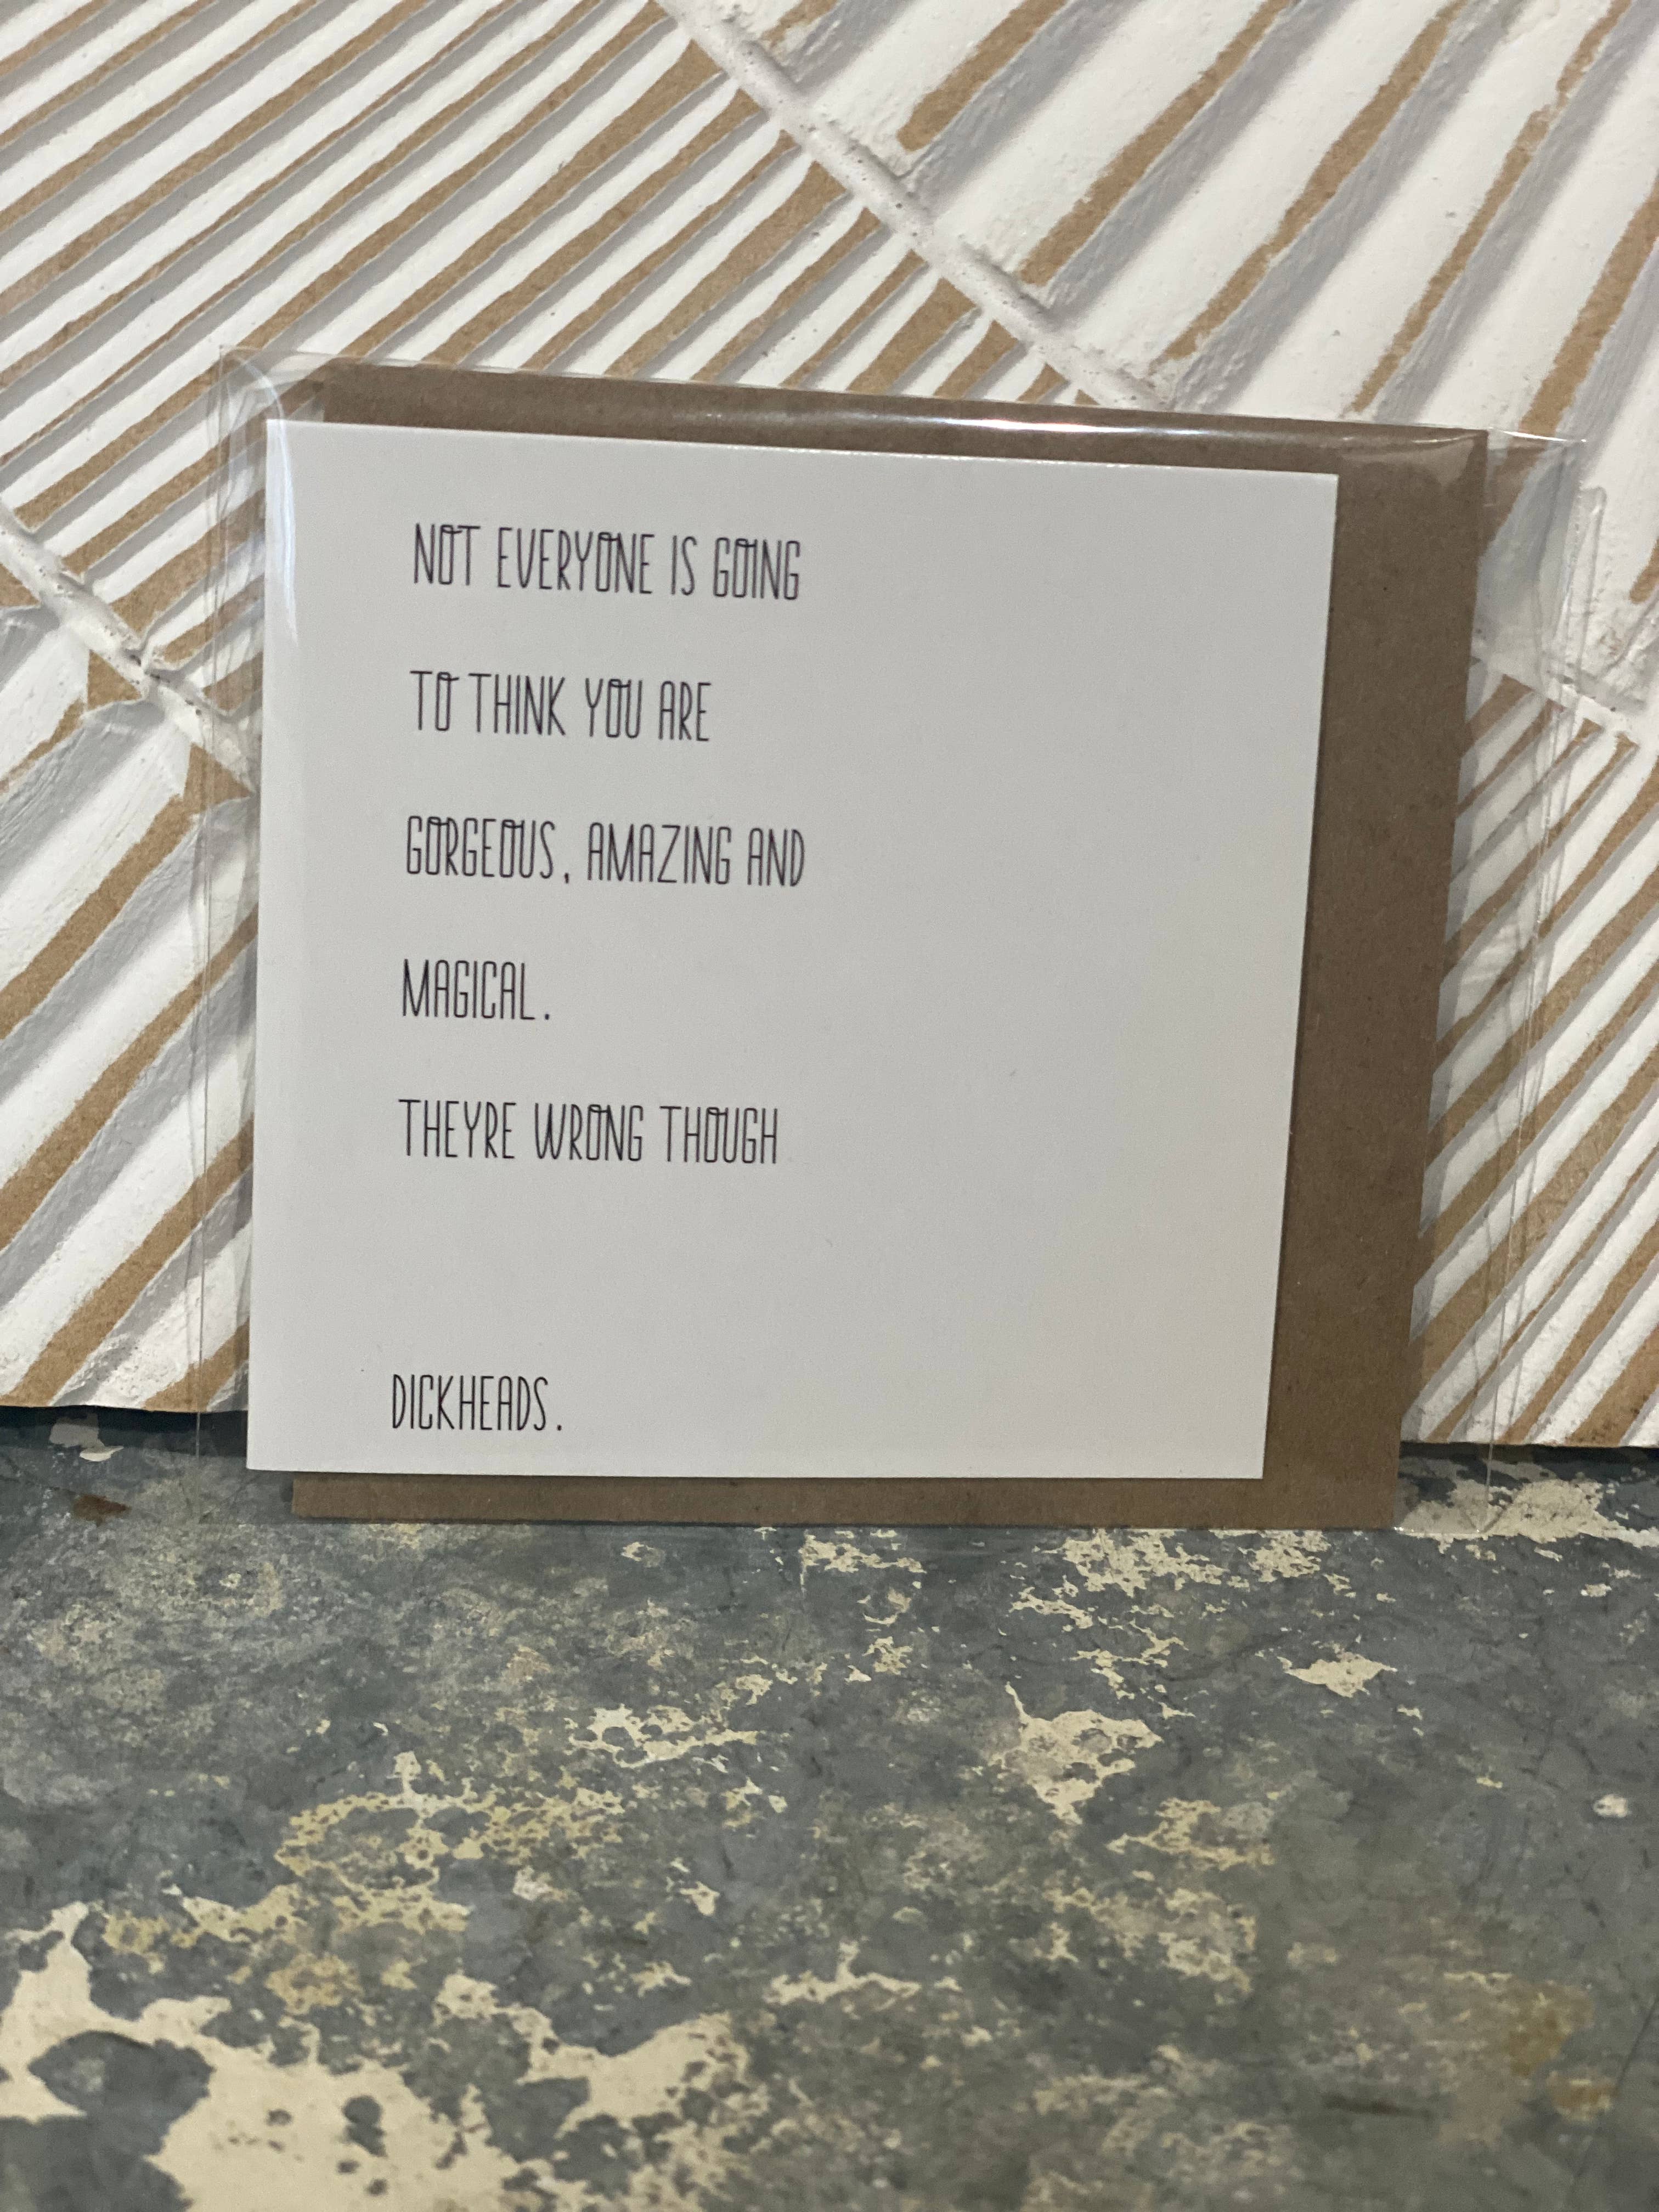 NOT EVERYONE IS GOING
TO THINK YOU ARE
GORGEOUS, AMAZING AND
MAGICAL.
THEYRE WRONG THOUGH
DICKHEADS.